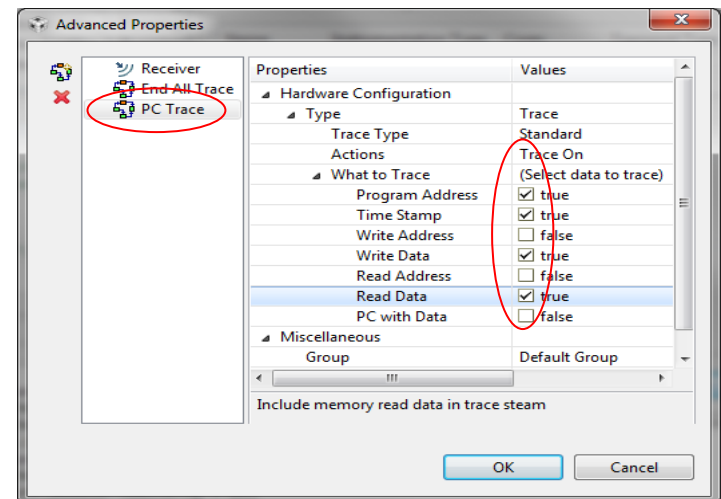 Advanced Properties
Receiver
End All Trace
PC Trace
Properties Values
Hardware Configuration
Type Trace
Trace Type Standard
Actions Trace On
What to Trace (Select data to trace)
Program Address true
Time Stamp true
Write Address false
Write Data true
Read Address false
Read Data true
PC with Data false
Miscellaneous
Group Default Group
Include memory read data in trace steam
OK Cancel